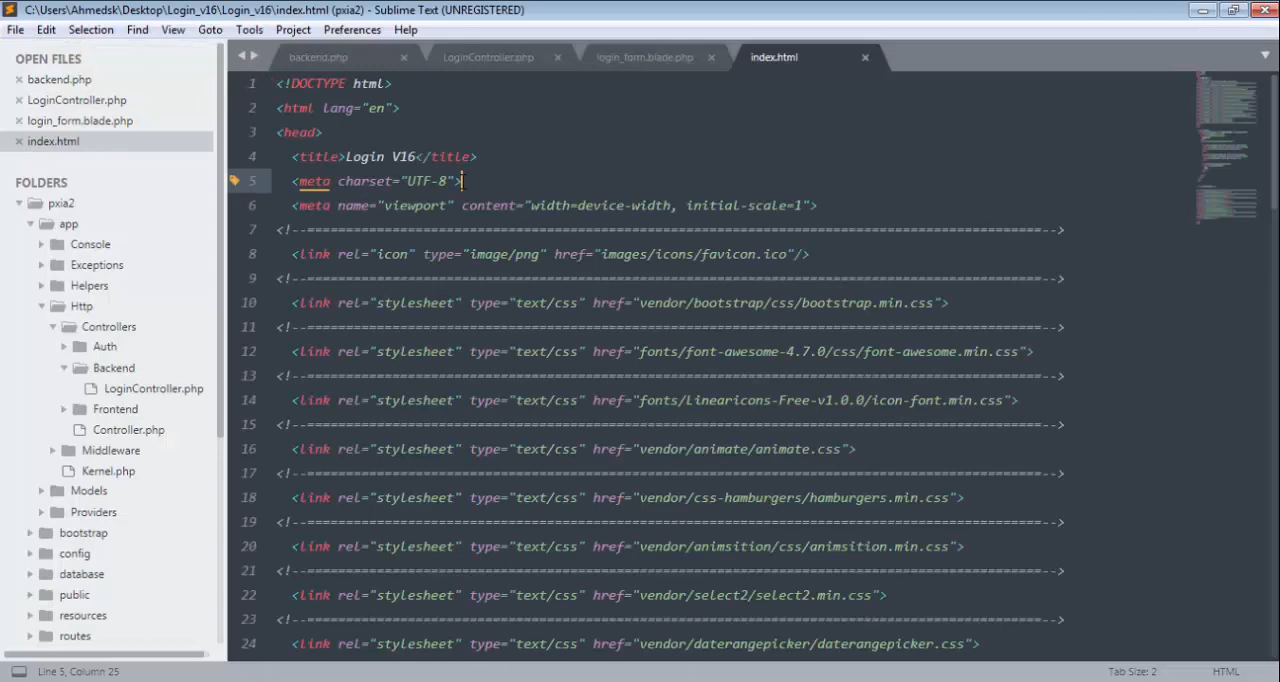 C:\Users\Ahmedsk\Desktop\Login_v16\Login_v16\index.html (pxia2) - Sublime Text (UNREGISTERED)
File Edit Selection Find View Goto Tools Project Preferences Help
OPEN FILES
backend.php
LoginController.php
login_form.blade.php
index.html
FOLDERS
pxia2
app
Console
Exceptions
Helpers
Http
Controllers
Auth
Backend
LoginController.php
Frontend
Controller.php
Middleware
Kernel.php
Models
Providers
bootstrap
config
database
public
resources
routes
backend.php LoginController.php login_form.blade.php index.html
1 <!DOCTYPE html>
2 <html lang="en">
3 <head>
4 <title>Login V16</title>
5 <meta charset="UTF-8">
6 <meta name="viewport" content="width=device-width, initial-scale=1">
7 <!--===============================================================================================-->
8 <link rel="icon" type="image/png" href="images/icons/favicon.ico"/>
9 <!--===============================================================================================-->
10 <link rel="stylesheet" type="text/css" href="vendor/bootstrap/css/bootstrap.min.css">
11 <!--===============================================================================================-->
12 <link rel="stylesheet" type="text/css" href="fonts/font-awesome-4.7.0/css/font-awesome.min.css">
13 <!--===============================================================================================-->
14 <link rel="stylesheet" type="text/css" href="fonts/Linearicons-Free-v1.0.0/icon-font.min.css">
15 <!--===============================================================================================-->
16 <link rel="stylesheet" type="text/css" href="vendor/animate/animate.css">
17 <!--===============================================================================================-->
18 <link rel="stylesheet" type="text/css" href="vendor/css-hamburgers/hamburgers.min.css">
19 <!--===============================================================================================-->
20 <link rel="stylesheet" type="text/css" href="vendor/animsition/css/animsition.min.css">
21 <!--===============================================================================================-->
22 <link rel="stylesheet" type="text/css" href="vendor/select2/select2.min.css">
23 <!--===============================================================================================-->
24 <link rel="stylesheet" type="text/css" href="vendor/daterangepicker/daterangepicker.css">
Line 5, Column 25 Tab Size: 2 HTML